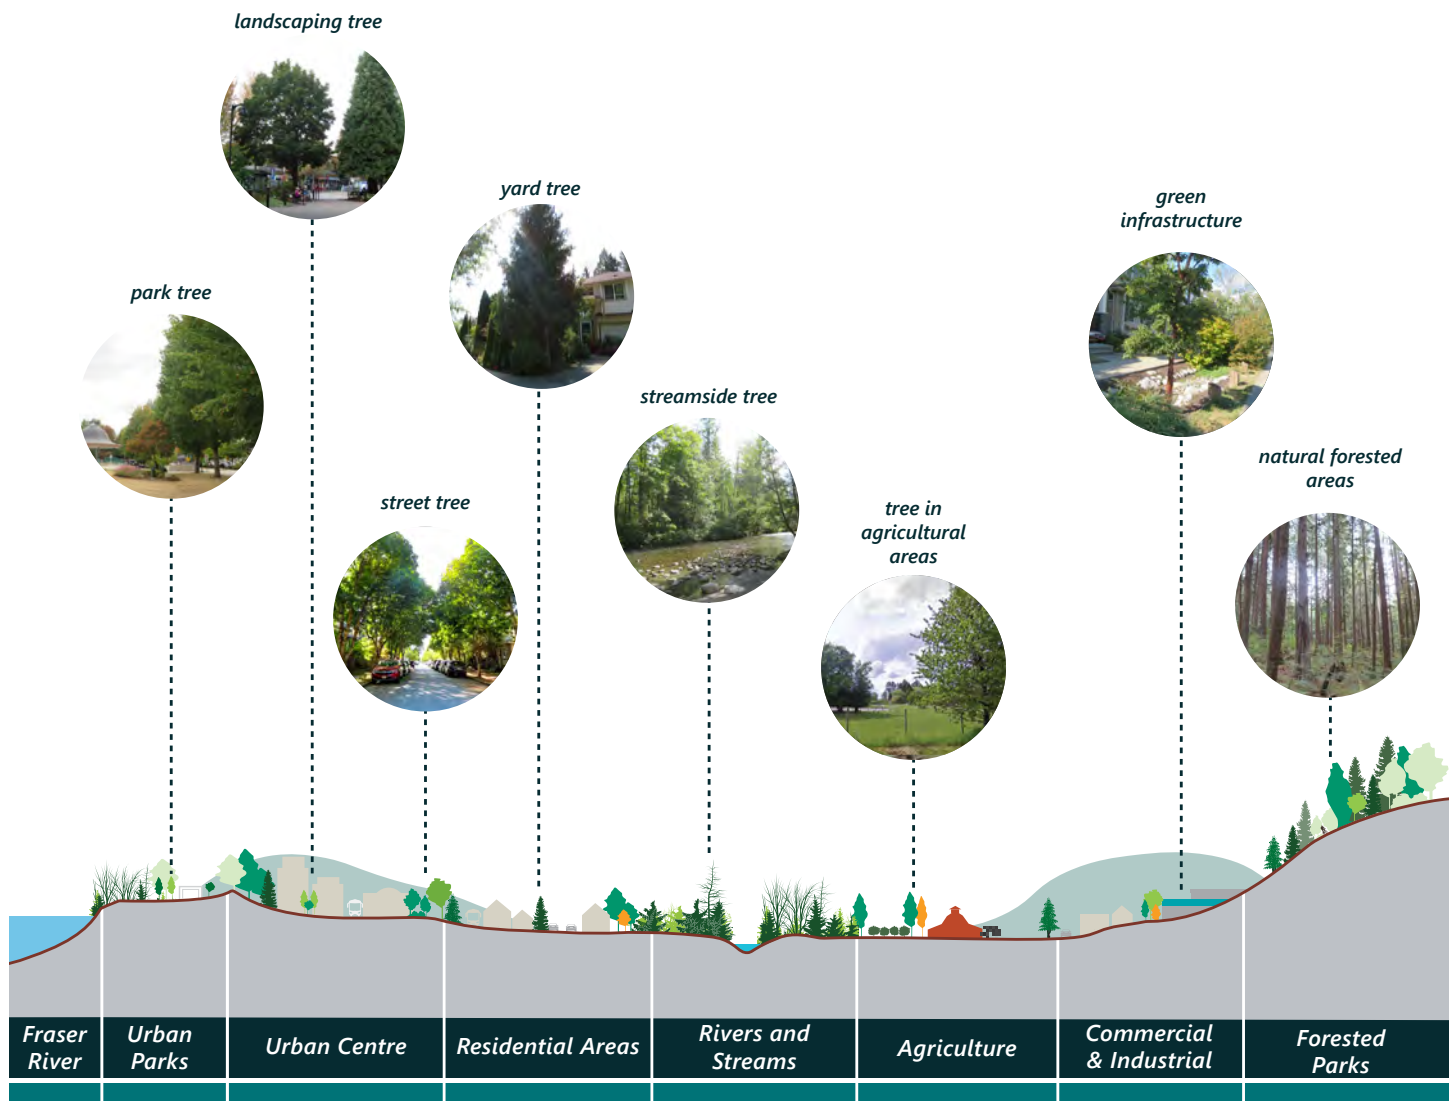 landscaping tree
yard tree
green
infrastructure
park tree
streamside tree
natural forested
areas
street tree
tree in
agricultural
areas
Fraser
River
Urban
Parks
Urban Centre
Residential Areas
Rivers and
Streams
Agriculture
Commercial
& Industrial
Forested
Parks